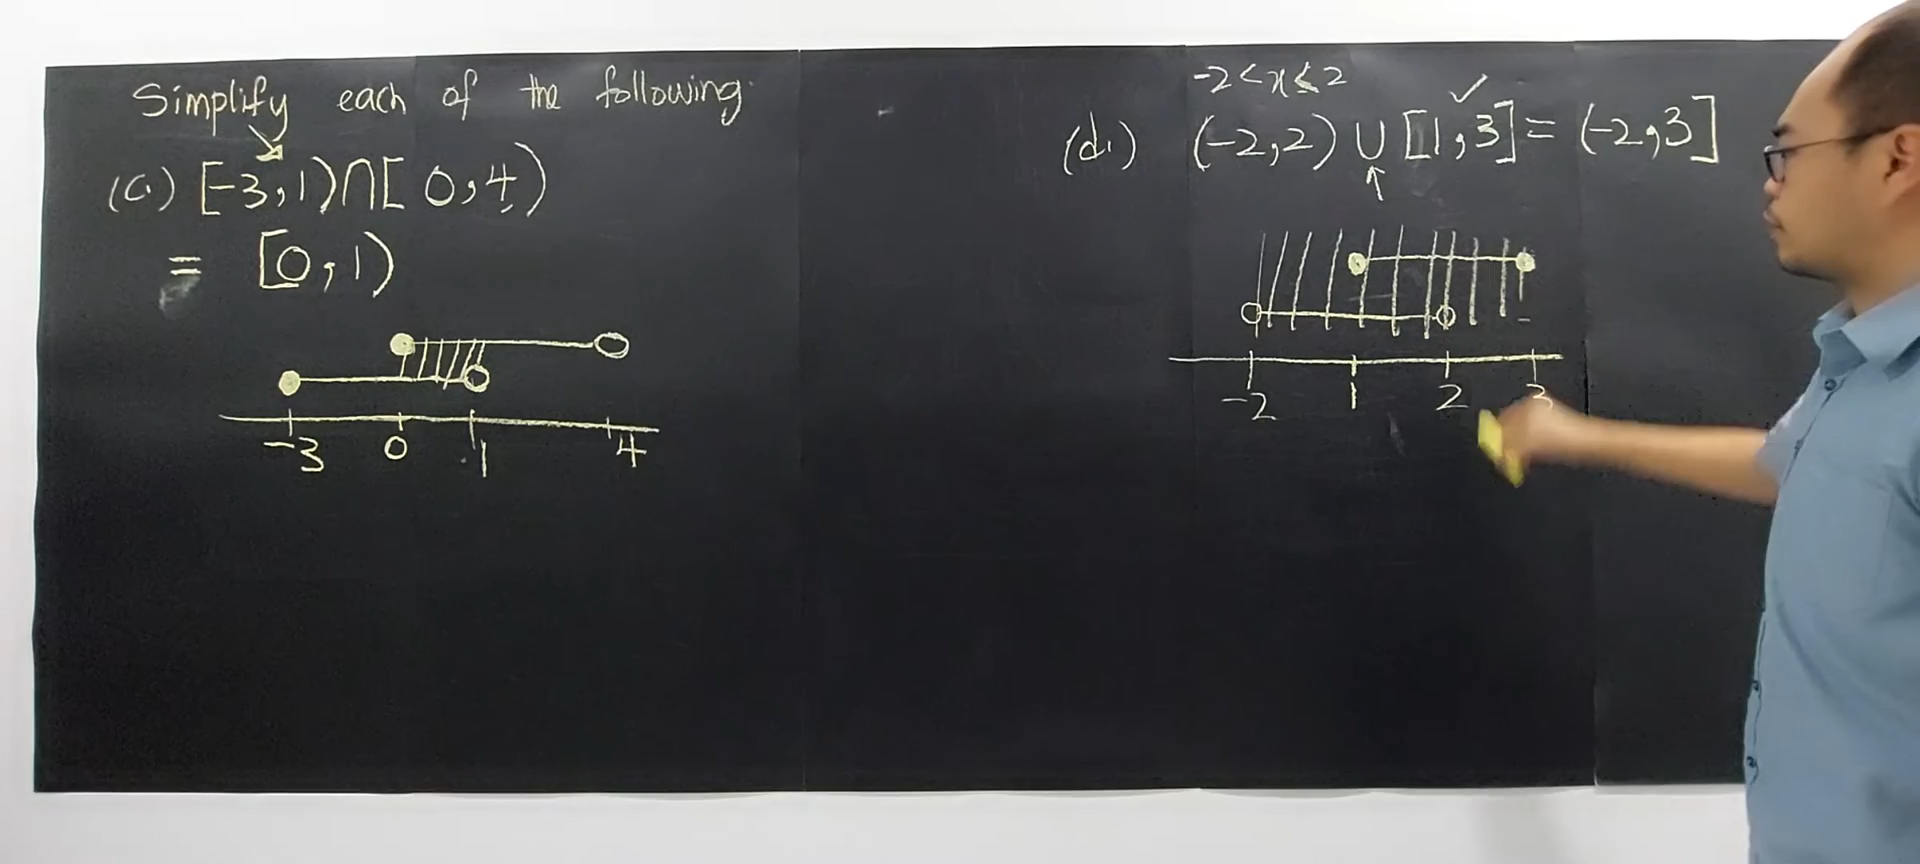 Simplify each of the following:
(c.) [-3,1)∩[0,4)
= [0,1)
-3 0 1 4
-2<x≤2
(d.) (-2,2) ∪ [1,3] = (-2,3]
-2 1 2 3